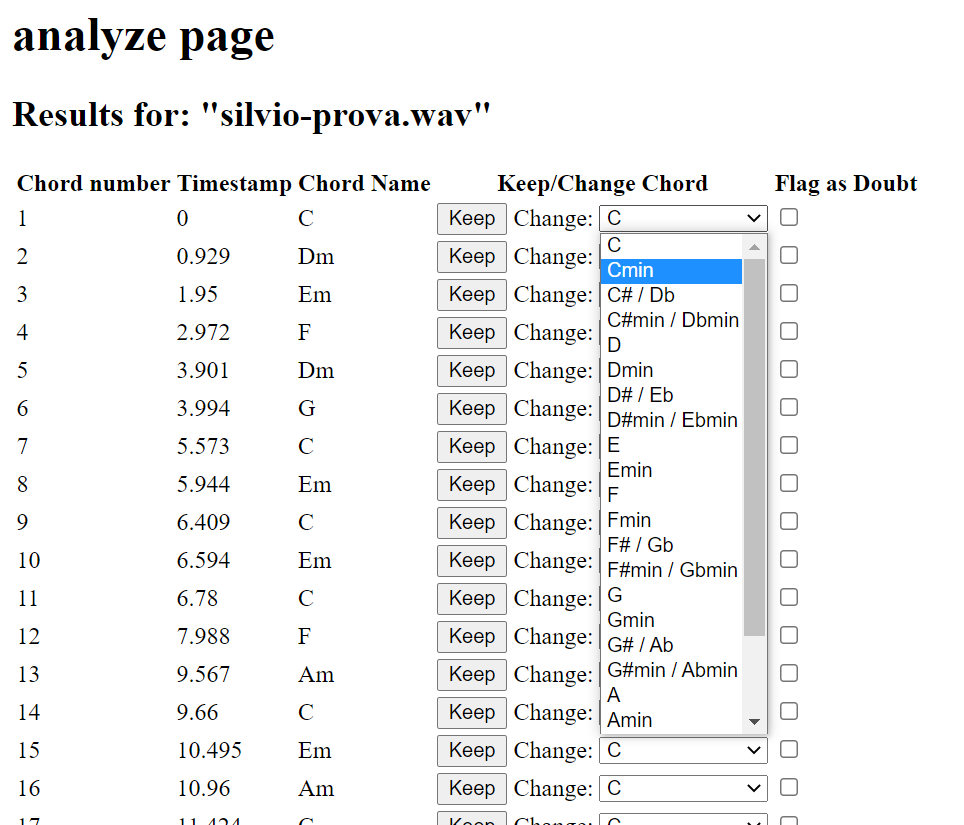 analyze page
Results for: "silvio-prova.wav"
Chord number Timestamp Chord Name Keep/Change Chord Flag as Doubt
1 0 C Keep Change: C
2 0.929 Dm Keep Change:
3 1.95 Em Keep Change:
4 2.972 F Keep Change:
5 3.901 Dm Keep Change:
6 3.994 G Keep Change:
7 5.573 C Keep Change:
8 5.944 Em Keep Change:
9 6.409 C Keep Change:
10 6.594 Em Keep Change:
11 6.78 C Keep Change:
12 7.988 F Keep Change:
13 9.567 Am Keep Change:
14 9.66 C Keep Change:
C
Cmin
C# / Db
C#min / Dbmin
D
Dmin
D# / Eb
D#min / Ebmin
E
Emin
F
Fmin
F# / Gb
F#min / Gbmin
G
Gmin
G# / Ab
G#min / Abmin
A
Amin
15 10.495 Em Keep Change: C
16 10.96 Am Keep Change: C
17 11.424 Keep Change: